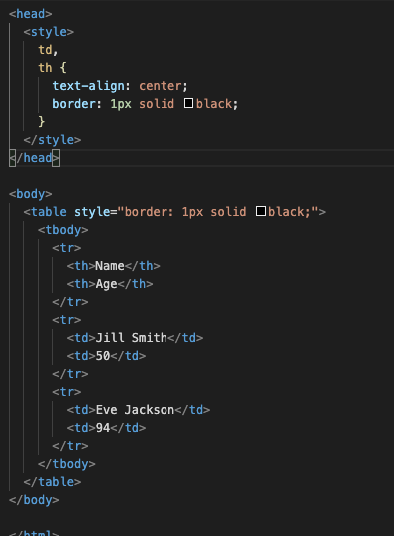 <head>
  <style>
    td,
    th {
      text-align: center;
      border: 1px solid black;
    }
  </style>
</head>

<body>
  <table style="border: 1px solid black;">
    <tbody>
      <tr>
        <th>Name</th>
        <th>Age</th>
      </tr>
      <tr>
        <td>Jill Smith</td>
        <td>50</td>
      </tr>
      <tr>
        <td>Eve Jackson</td>
        <td>94</td>
      </tr>
    </tbody>
  </table>
</body>

</html>